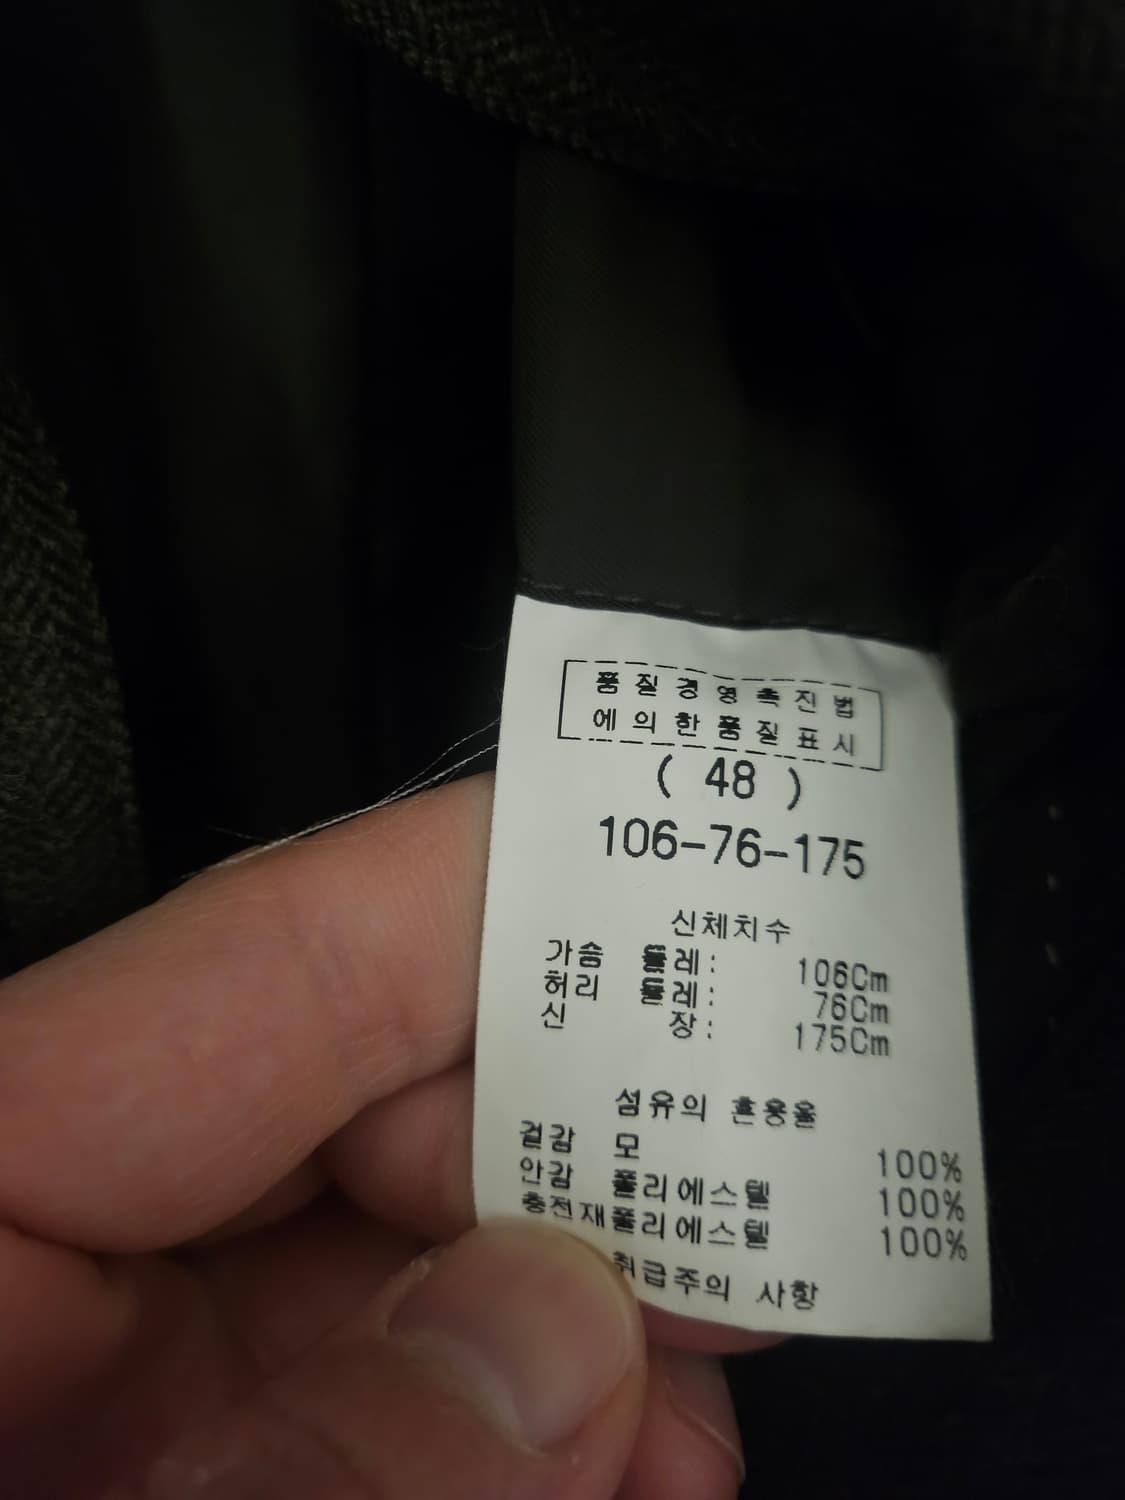 품질경영촉진법
에의한품질표시
( 48 )
106-76-175
신체치수
가슴 둘레: 106Cm
허리 둘레: 76Cm
신 장: 175Cm
섬유의 혼용율
겉감 모 100%
안감 폴리에스텔 100%
충전재폴리에스텔 100%
취급주의 사항